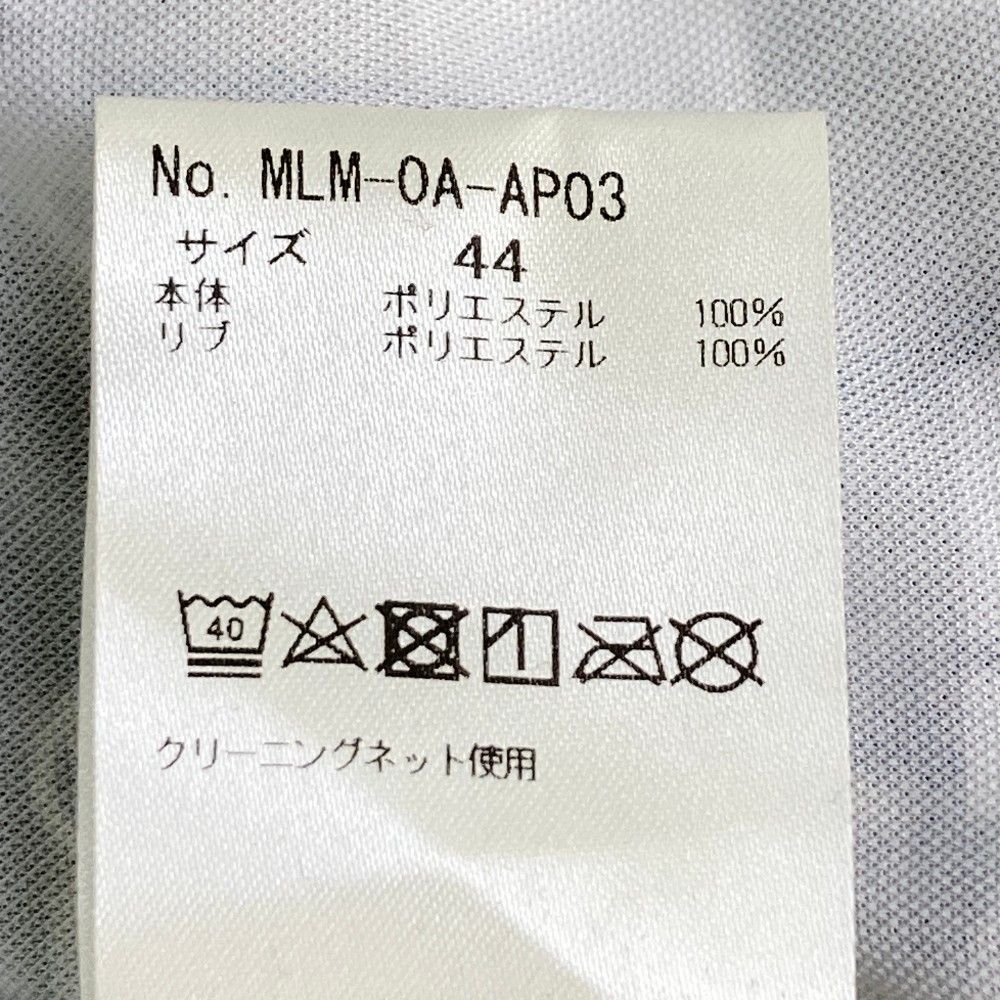 No. MLM-OA-AP03
サイズ 44
本体 ポリエステル 100%
リブ ポリエステル 100%
40
クリーニングネット使用